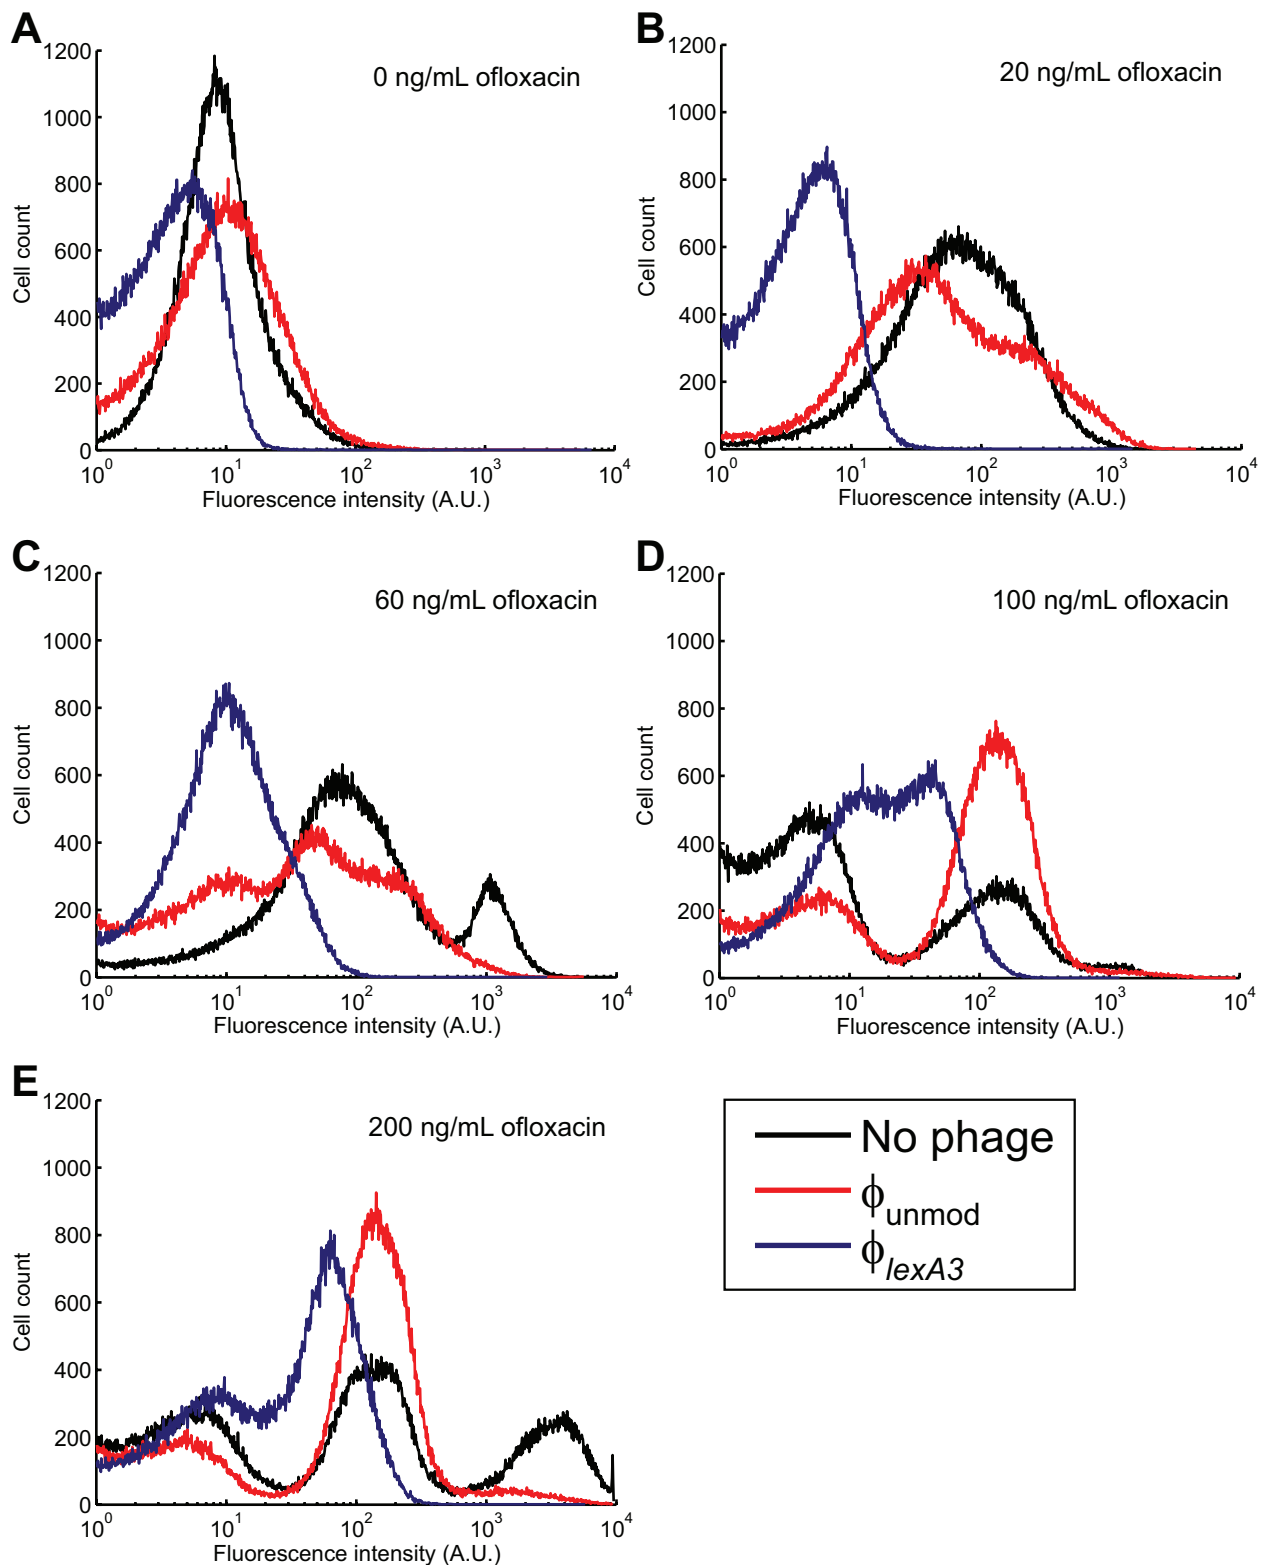 A
0 ng/mL ofloxacin
1200
1000
800
600
400
200
0
Cell count
10^0 10^1 10^2 10^3 10^4
Fluorescence intensity (A.U.)
B
20 ng/mL ofloxacin
1200
1000
800
600
400
200
0
Cell count
10^0 10^1 10^2 10^3 10^4
Fluorescence intensity (A.U.)
C
60 ng/mL ofloxacin
1200
1000
800
600
400
200
0
Cell count
10^0 10^1 10^2 10^3 10^4
Fluorescence intensity (A.U.)
D
100 ng/mL ofloxacin
1200
1000
800
600
400
200
0
Cell count
10^0 10^1 10^2 10^3 10^4
Fluorescence intensity (A.U.)
E
200 ng/mL ofloxacin
1200
1000
800
600
400
200
0
Cell count
10^0 10^1 10^2 10^3 10^4
Fluorescence intensity (A.U.)
No phage
ϕunmod
ϕlexA3